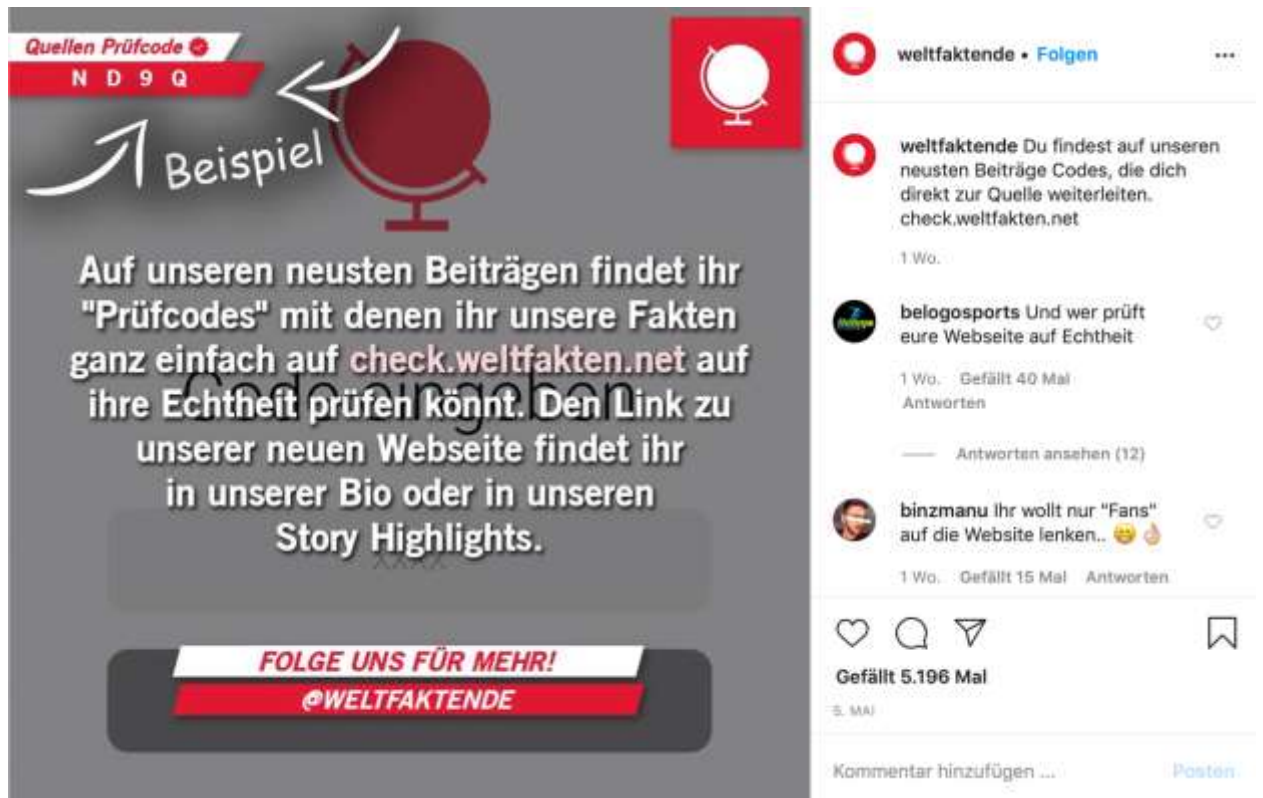 Quellen Prüfcode
N D 9 Q
Beispiel
Auf unseren neusten Beiträgen findet ihr
"Prüfcodes" mit denen ihr unsere Fakten
ganz einfach auf check.weltfakten.net auf
ihre Echtheit prüfen könnt. Den Link zu
unserer neuen Webseite findet ihr
in unserer Bio oder in unseren
Story Highlights.
Code eingeben
XXXX
FOLGE UNS FÜR MEHR!
@WELTFAKTENDE
weltfaktende • Folgen
weltfaktende Du findest auf unseren
neusten Beiträge Codes, die dich
direkt zur Quelle weiterleiten.
check.weltfakten.net
1 Wo.
belogosports Und wer prüft
eure Webseite auf Echtheit
1 Wo. Gefällt 40 Mal
Antworten
Antworten ansehen (12)
binzmanu Ihr wollt nur "Fans"
auf die Website lenken.. 😁👌🏻
1 Wo. Gefällt 15 Mal Antworten
Gefällt 5.196 Mal
5. MAI
Kommentar hinzufügen ...
Posten